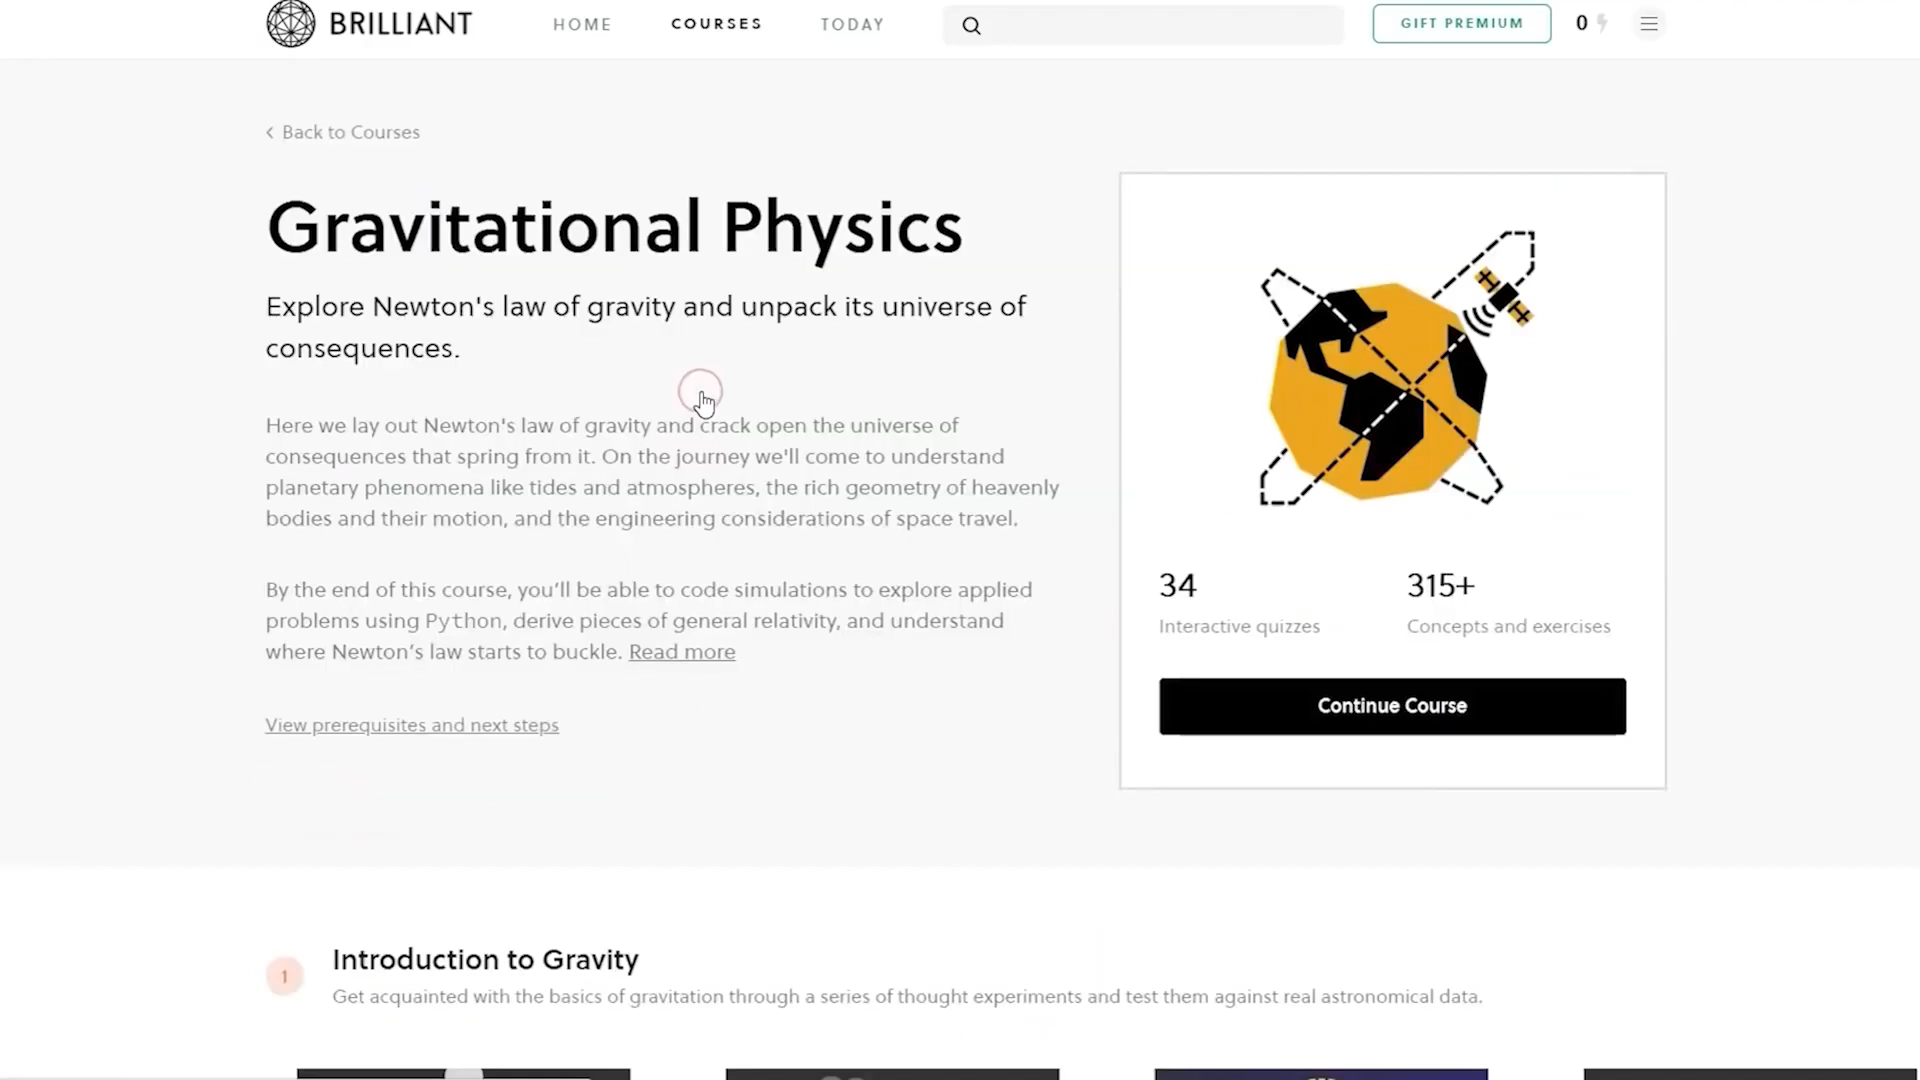 BRILLIANT
HOME
COURSES
TODAY
GIFT PREMIUM
0
Back to Courses
Gravitational Physics
Explore Newton's law of gravity and unpack its universe of
consequences.
Here we lay out Newton's law of gravity and crack open the universe of
consequences that spring from it. On the journey we'll come to understand
planetary phenomena like tides and atmospheres, the rich geometry of heavenly
bodies and their motion, and the engineering considerations of space travel.
By the end of this course, you’ll be able to code simulations to explore applied
problems using Python, derive pieces of general relativity, and understand
where Newton’s law starts to buckle. Read more
View prerequisites and next steps
34
Interactive quizzes
315+
Concepts and exercises
Continue Course
1
Introduction to Gravity
Get acquainted with the basics of gravitation through a series of thought experiments and test them against real astronomical data.